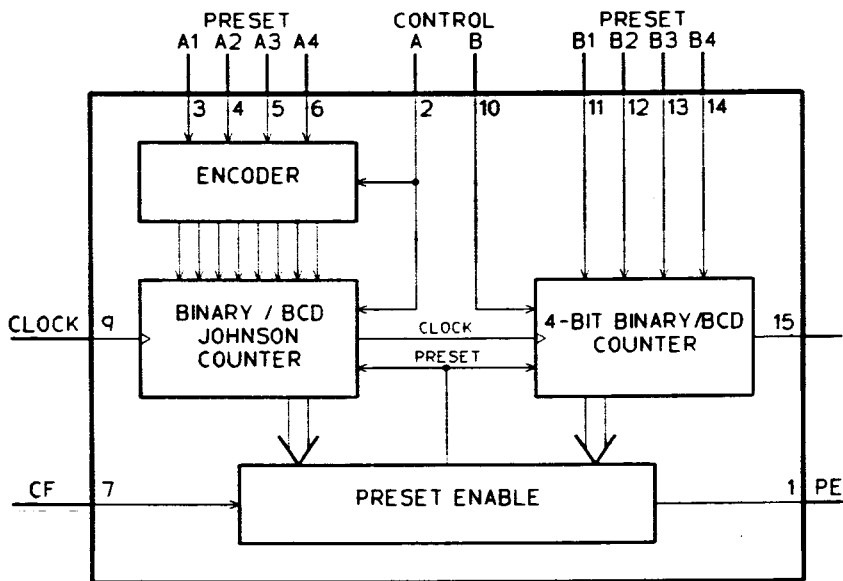 PRESET CONTROL PRESET
A1 A2 A3 A4 A B B1 B2 B3 B4
3 4 5 6 2 10 11 12 13 14
ENCODER
CLOCK 9
BINARY / BCD
JOHNSON
COUNTER
CLOCK
PRESET
4-BIT BINARY/BCD
COUNTER
15
CF 7
PRESET ENABLE
1 PE